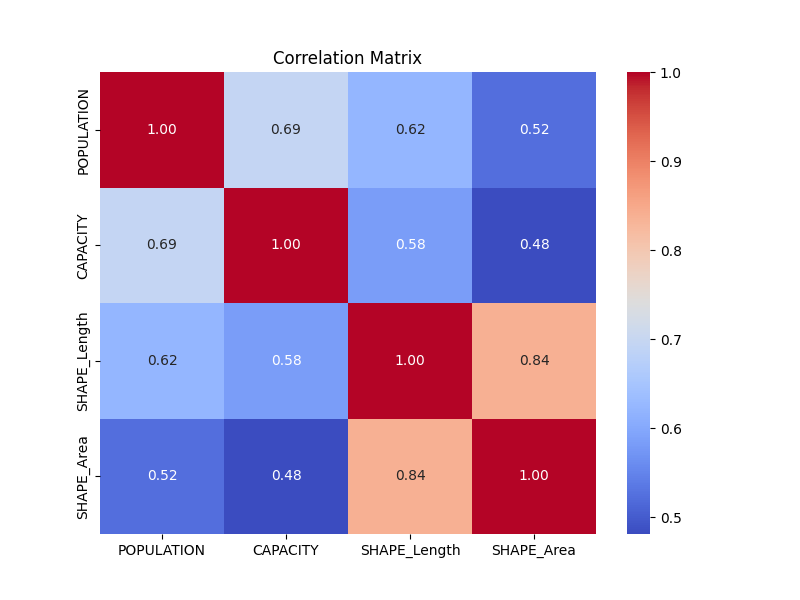 Correlation Matrix
POPULATION 1.00 0.69 0.62 0.52
CAPACITY 0.69 1.00 0.58 0.48
SHAPE_Length 0.62 0.58 1.00 0.84
SHAPE_Area 0.52 0.48 0.84 1.00
POPULATION CAPACITY SHAPE_Length SHAPE_Area
1.0
0.9
0.8
0.7
0.6
0.5